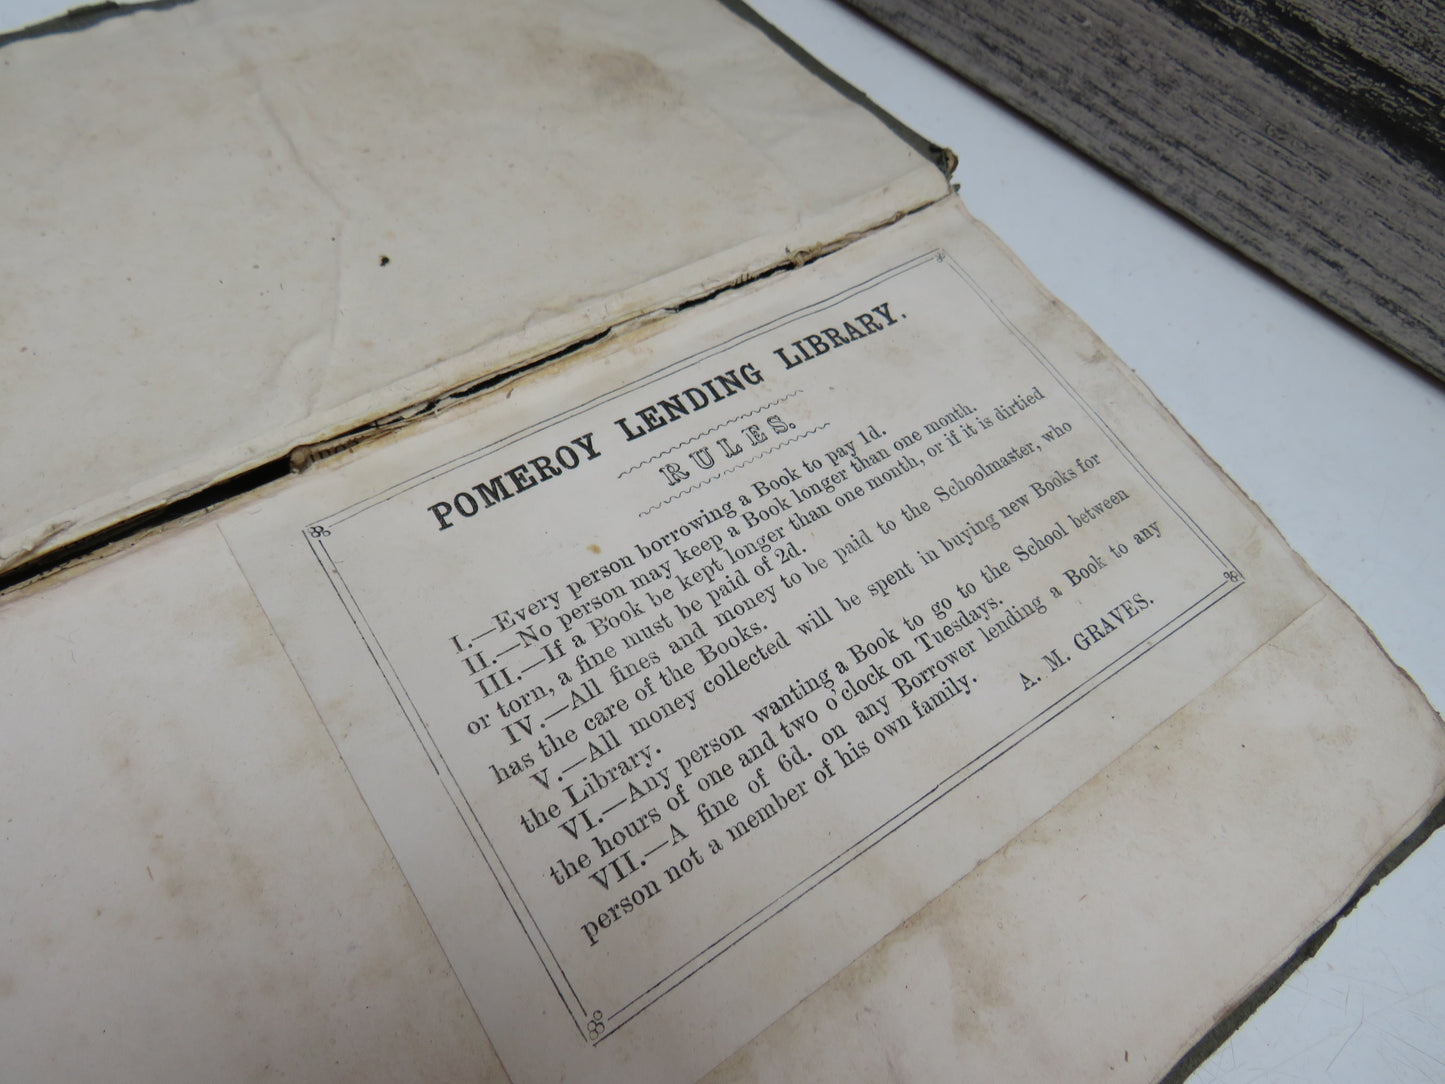 POMEROY LENDING LIBRARY.
RULES.
I.—Every person borrowing a Book to pay 1d.
II.—No person may keep a Book longer than one month.
III.—If a Book be kept longer than one month, or if it is dirtied
or torn, a fine must be paid of 2d.
IV.—All fines and money to be paid to the Schoolmaster, who
has the care of the Books.
V.—All money collected will be spent in buying new Books for
the Library.
VI.—Any person wanting a Book to go to the School between
the hours of one and two o'clock on Tuesdays.
VII.—A fine of 6d. on any Borrower lending a Book to any
person not a member of his own family.
A. M. GRAVES.